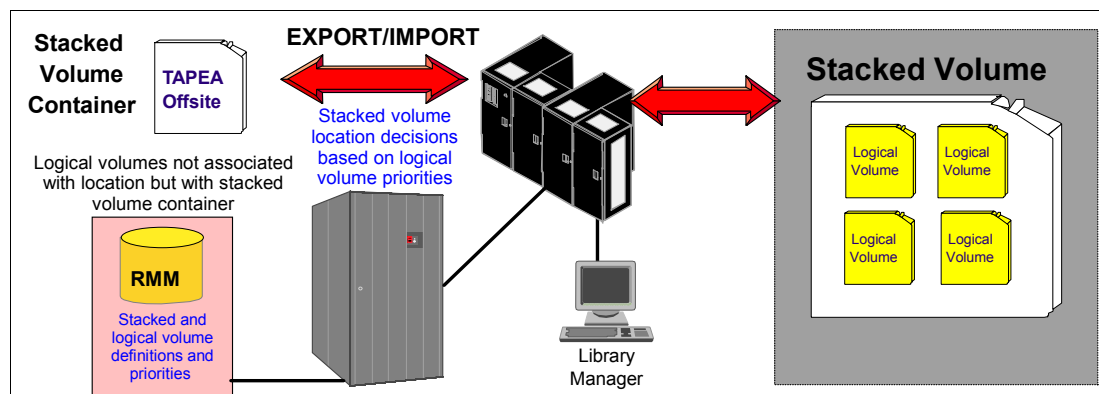 Stacked
Volume
Container
TAPEA
Offsite
EXPORT/IMPORT
Stacked volume
location decisions
based on logical
volume priorities
Logical volumes not associated
with location but with stacked
volume container
RMM
Stacked and
logical volume
definitions and
priorities
Library
Manager
Stacked Volume
Logical
Volume
Logical
Volume
Logical
Volume
Logical
Volume